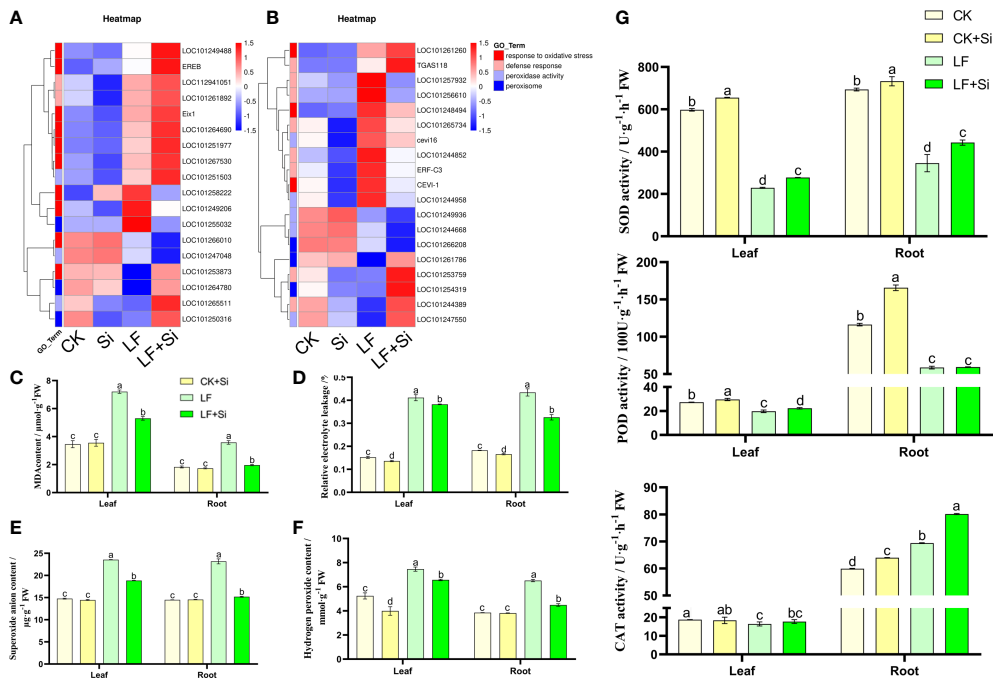 A
Heatmap
LOC101249488
EREB
LOC112941051
LOC101261892
Eix1
LOC101264690
LOC101251977
LOC101267530
LOC101251503
LOC101258222
LOC101249206
LOC101255032
LOC101266010
LOC101247048
LOC101253873
LOC101264780
LOC101265511
LOC101250316
1.5
1
0.5
0
-0.5
-1
-1.5
GO_Term
CK
Si
LF
LF+Si
B
Heatmap
LOC101261260
TGAS118
LOC101257932
LOC101256610
LOC101248494
LOC101265734
cevi16
LOC101244852
ERF-C3
CEVI-1
LOC101244958
LOC101249936
LOC101244668
LOC101266208
LOC101261786
LOC101253759
LOC101254319
LOC101244389
LOC101247550
1.5
1
0.5
0
-0.5
-1
-1.5
GO_Term
response to oxidative stress
defense response
peroxidase activity
peroxisome
CK
Si
LF
LF+Si
C
MDAcontent / μmol·g⁻¹FW
0
2
4
6
8
c
c
a
b
c
c
a
b
Leaf
Root
CK+Si
LF
LF+Si
D
Relative electrolyte leakage /%
0.0
0.1
0.2
0.3
0.4
0.5
c
d
a
b
c
d
a
b
Leaf
Root
E
Superoxide anion content /
μg·g⁻¹ FW
0
5
10
15
20
25
c
c
a
b
c
c
a
b
Leaf
Root
F
Hydrogen peroxide content /
mmol·g⁻¹ FW
0
2
4
6
8
10
c
d
a
b
c
c
a
b
Leaf
Root
G
CK
CK+Si
LF
LF+Si
SOD activity / U·g⁻¹·h⁻¹ FW
0
200
400
600
800
b
a
d
c
b
a
d
c
Leaf
Root
POD activity / 100U·g⁻¹·h⁻¹ FW
0
20
40
50
100
150
200
b
a
c
d
b
a
c
c
Leaf
Root
CAT activity / U·g⁻¹·h⁻¹ FW
0
10
20
50
60
70
80
90
a
ab
c
bc
d
c
b
a
Leaf
Root